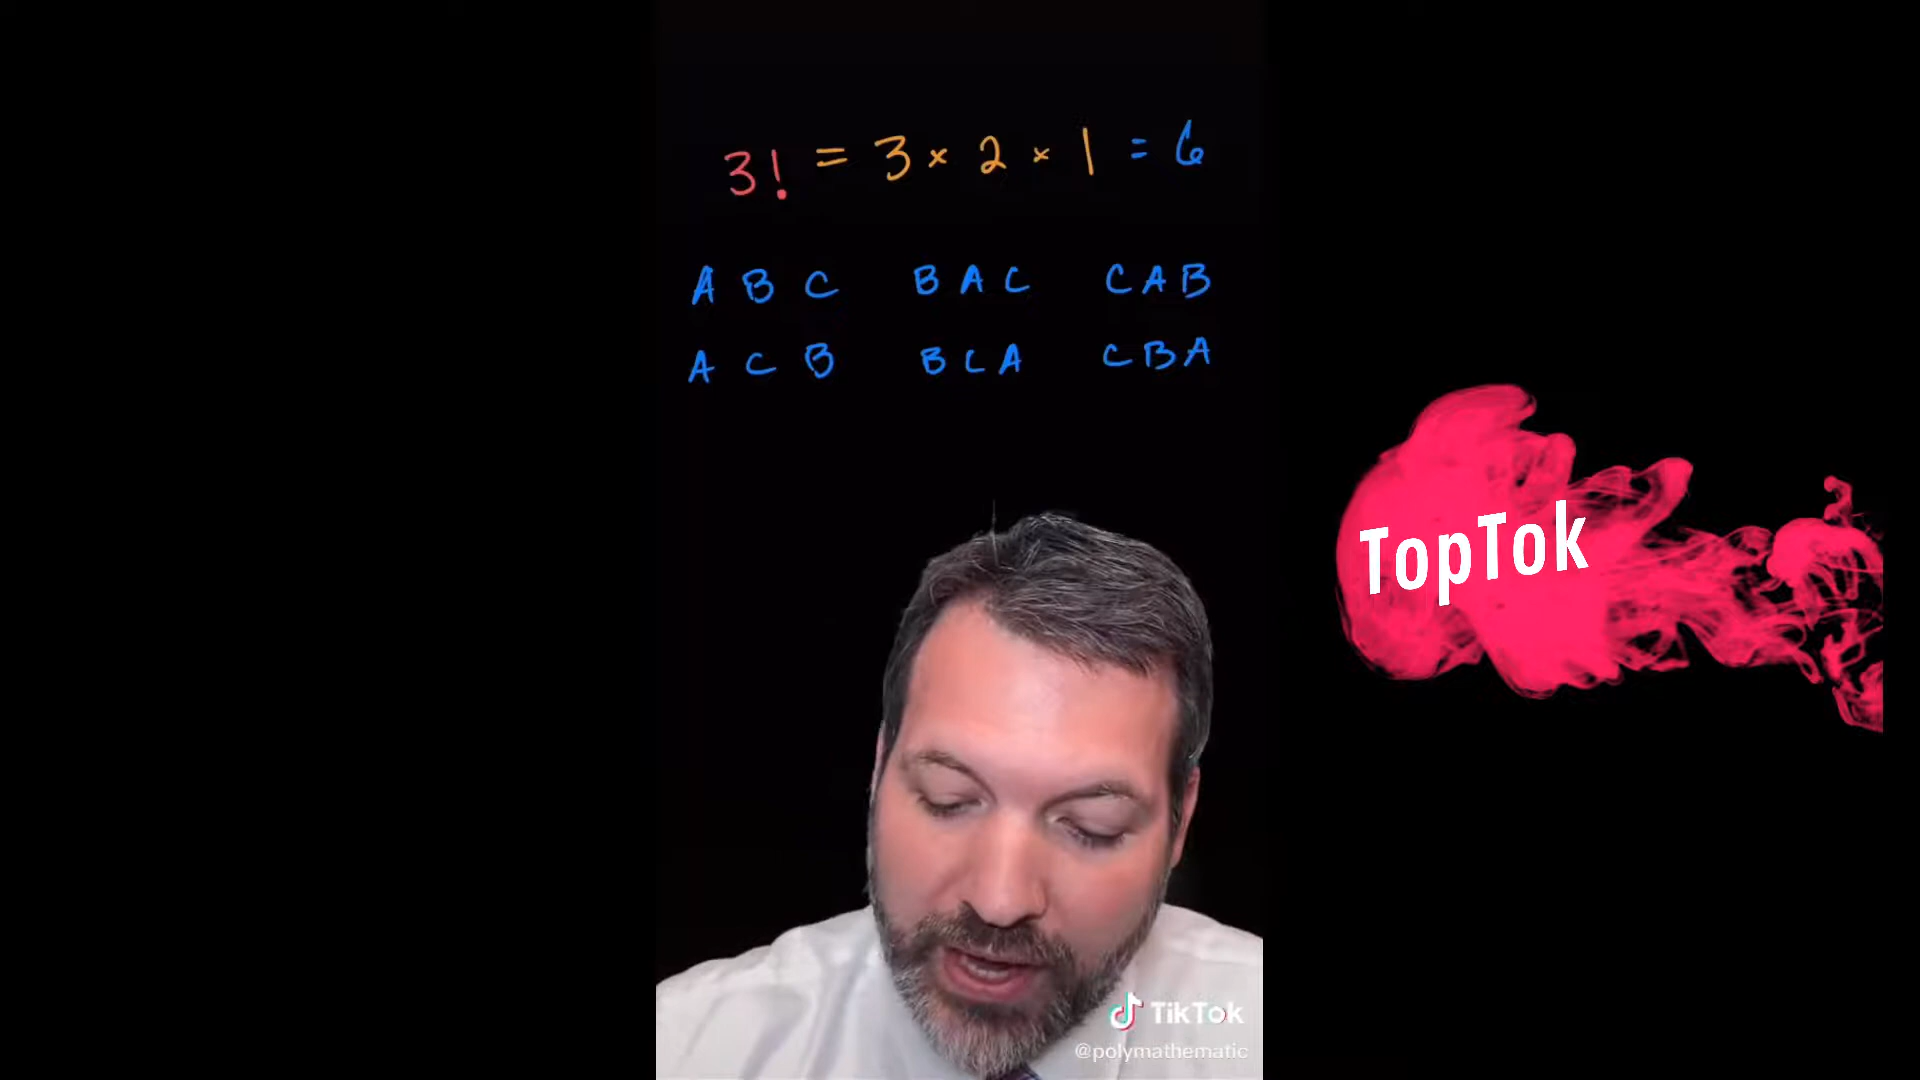 3! = 3 × 2 × 1 = 6
A B C B A C C A B
A C B B C A C B A
TopTok
TikTok
@polymathematic